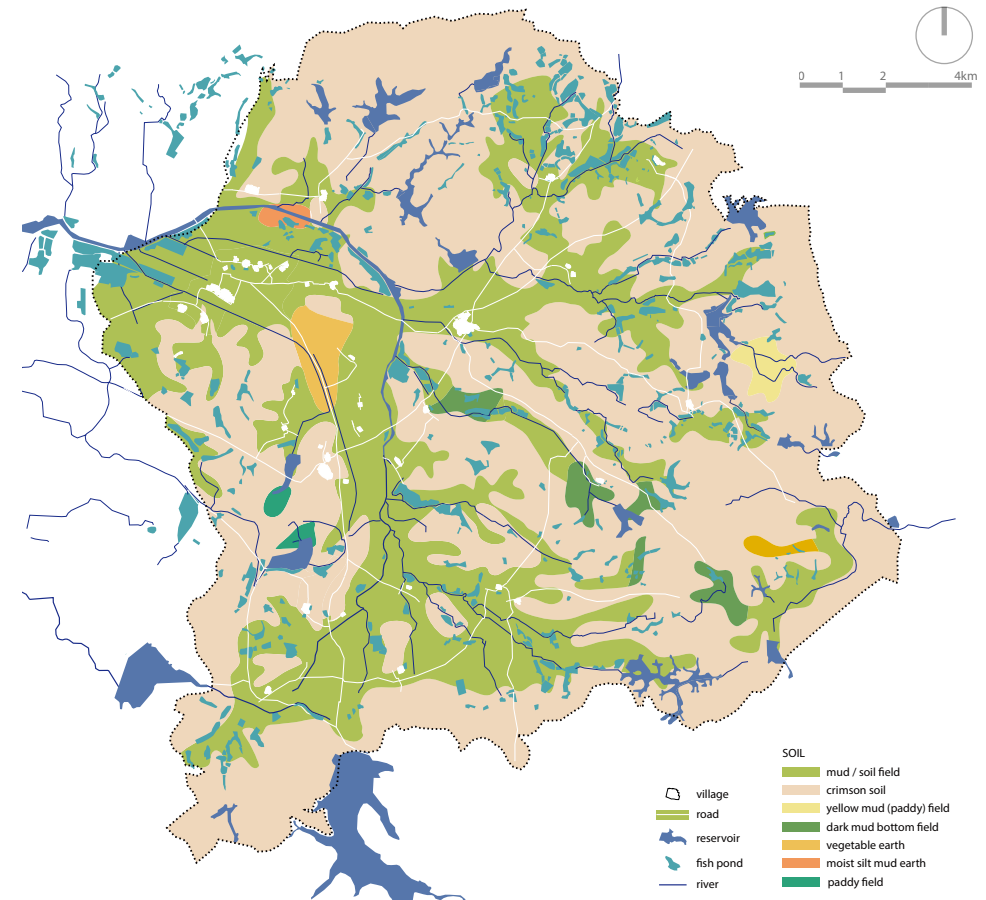 0 1 2 4km
SOIL
mud / soil field
crimson soil
yellow mud (paddy) field
dark mud bottom field
vegetable earth
moist silt mud earth
paddy field
village
road
reservoir
fish pond
river